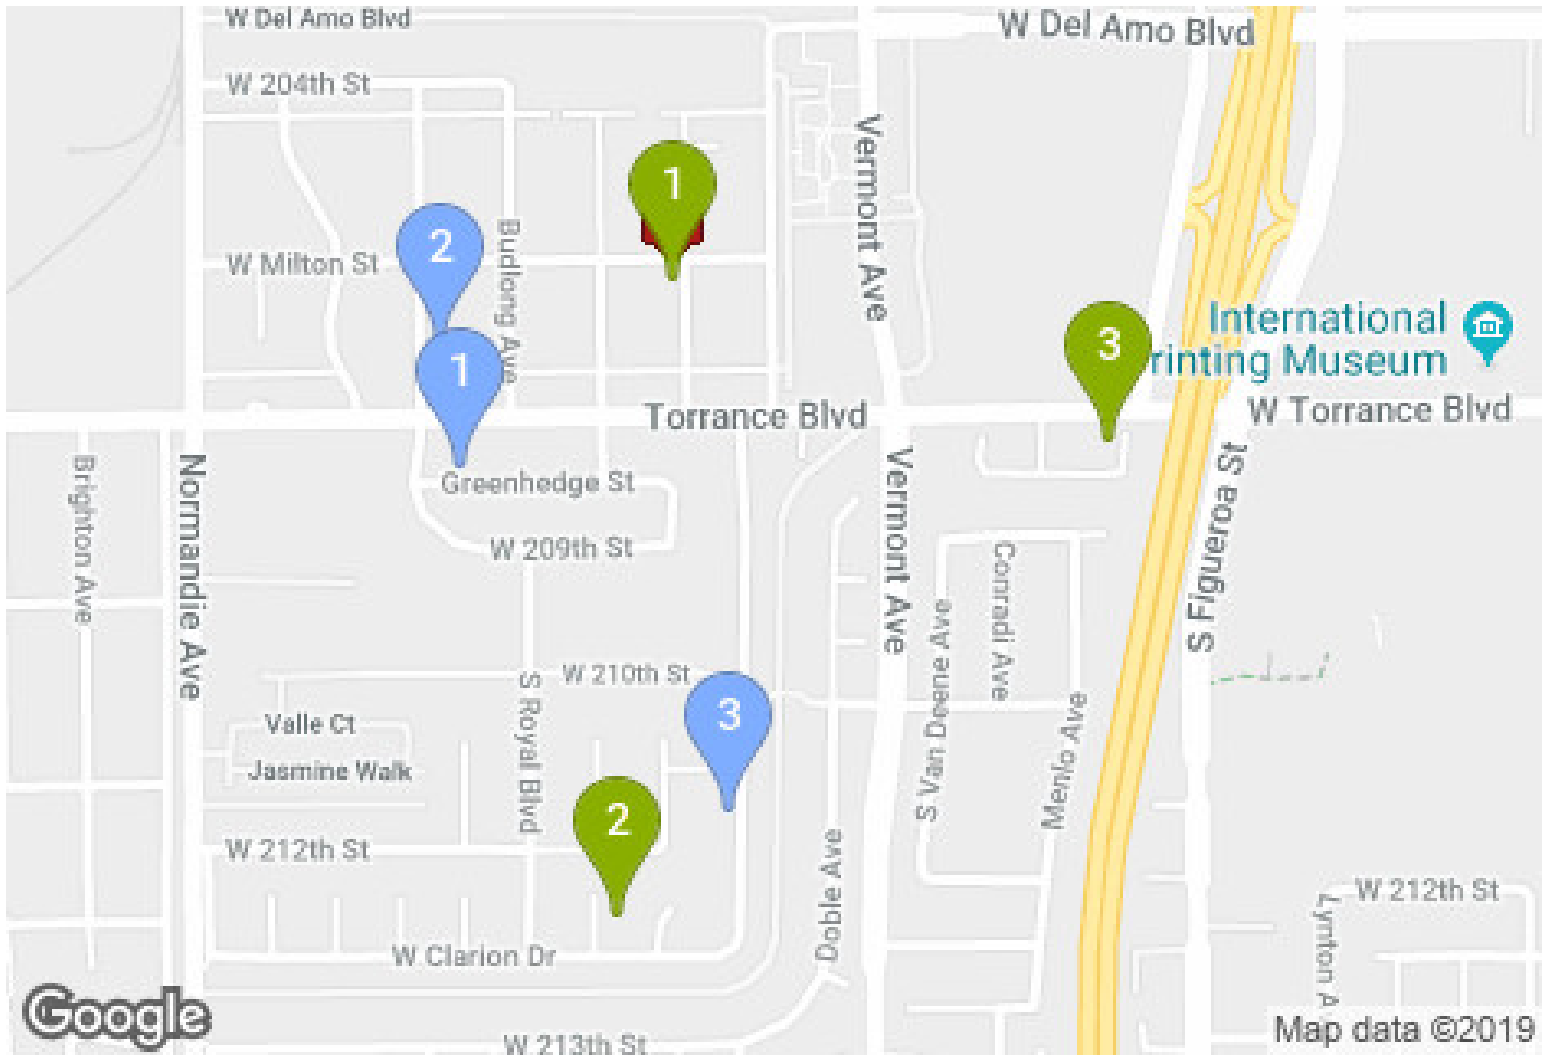 W Del Amo Blvd
W Del Amo Blvd
W 204th St
Vermont Ave
1
2
Budlong Ave
W Milton St
International
rinting Museum
3
1
Torrance Blvd
W Torrance Blvd
Brighton Ave
Normandie Ave
Greenhedge St
Vermont Ave
S Figueroa St
W 209th St
Conradi Ave
S Van Deene Ave
W 210th St
S Royal Blvd
3
Menlo Ave
Valle Ct
Jasmine Walk
2
W 212th St
Doble Ave
W 212th St
Lynton A
W Clarion Dr
Google
W 213th St
Map data ©2019